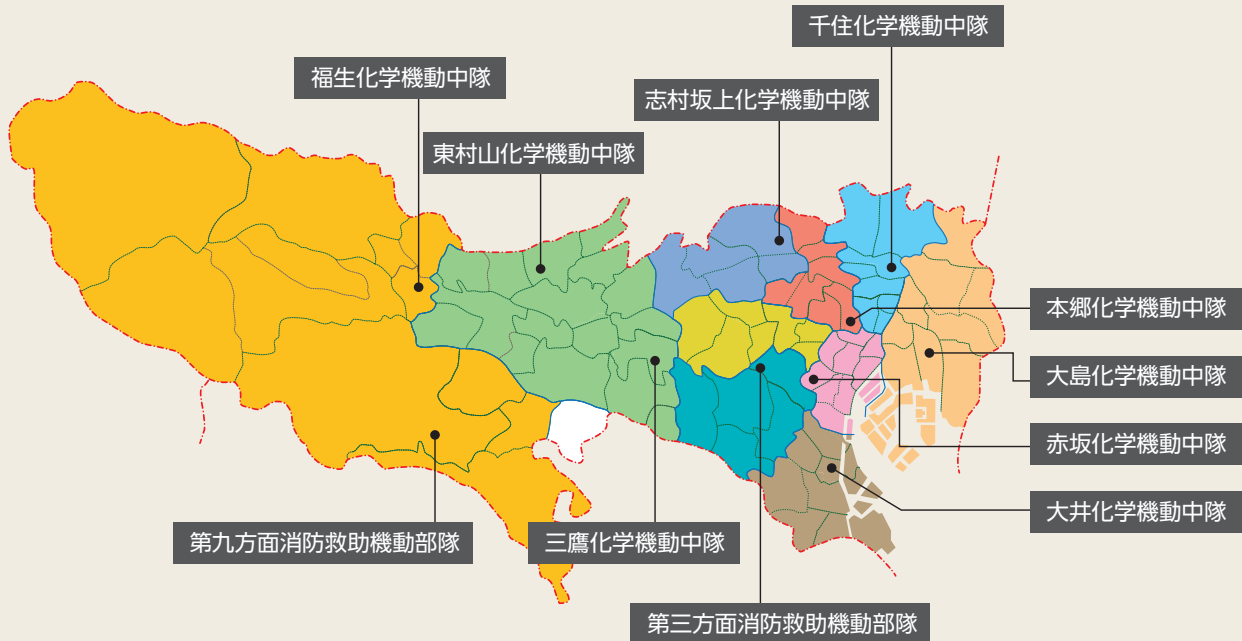 千住化学機動中隊
福生化学機動中隊
志村坂上化学機動中隊
東村山化学機動中隊
本郷化学機動中隊
大島化学機動中隊
赤坂化学機動中隊
大井化学機動中隊
第九方面消防救助機動部隊
三鷹化学機動中隊
第三方面消防救助機動部隊